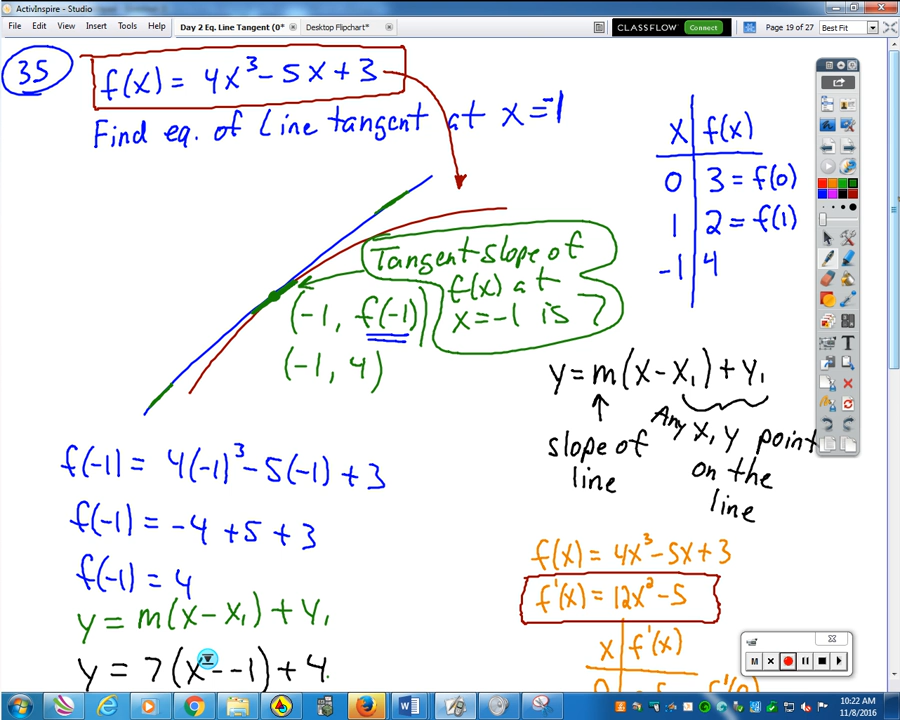 ActivInspire - Studio
File Edit View Insert Tools Help
Day 2 Eq. Line Tangent (0* Desktop Flipchart*
CLASSFLOW Connect Page 19 of 27 Best Fit
35 f(x) = 4x³ - 5x + 3
Find eq. of Line tangent at x = -1
x f(x)
0 3 = f(0)
1 2 = f(1)
-1 4
Tangent slope of
f(x) at
x = -1 is 7
(-1, f(-1))
(-1, 4)
y = m(x - x₁) + y₁
slope of
line
Any x, y point
on the
line
f(-1) = 4(-1)³ - 5(-1) + 3
f(-1) = -4 + 5 + 3
f(-1) = 4
y = m(x - x₁) + y₁
y = 7(x - -1) + 4
f(x) = 4x³ - 5x + 3
f'(x) = 12x² - 5
x f'(x)
10:22 AM
11/8/2016